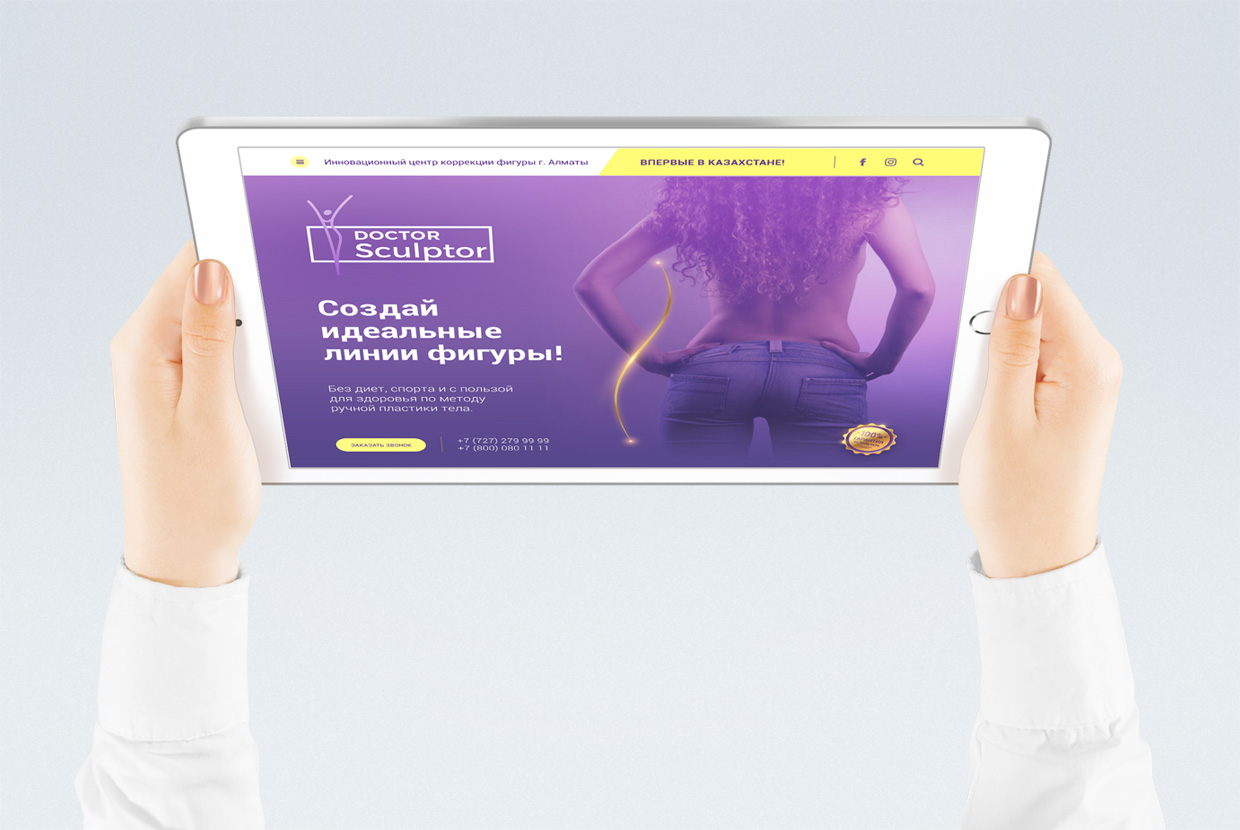 Инновационный центр коррекции фигуры г. Алматы
ВПЕРВЫЕ В КАЗАХСТАНЕ!
DOCTOR
Sculptor
Создай
идеальные
линии фигуры!
Без диет, спорта и с пользой
для здоровья по методу
ручной пластики тела.
ЗАКАЗАТЬ ЗВОНОК
+7 (727) 279 99 99
+7 (800) 080 11 11
100%